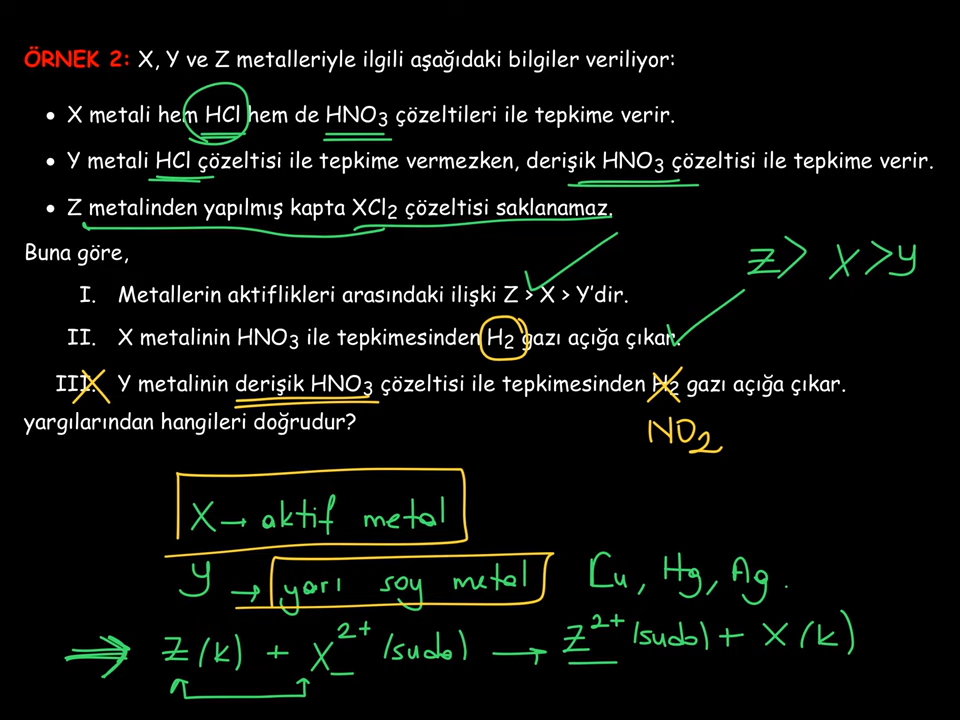 ÖRNEK 2: X, Y ve Z metalleriyle ilgili aşağıdaki bilgiler veriliyor:
• X metali hem HCl hem de HNO3 çözeltileri ile tepkime verir.
• Y metali HCl çözeltisi ile tepkime vermezken, derişik HNO3 çözeltisi ile tepkime verir.
• Z metalinden yapılmış kapta XCl2 çözeltisi saklanamaz.
Buna göre,
Z > X > Y
I. Metallerin aktiflikleri arasındaki ilişki Z > X > Y'dir.
II. X metalinin HNO3 ile tepkimesinden H2 gazı açığa çıkar.
III. Y metalinin derişik HNO3 çözeltisi ile tepkimesinden H2 gazı açığa çıkar.
yargılarından hangileri doğrudur?
NO2
X → aktif metal
Y → yarı soy metal Cu, Hg, Ag.
⇒ Z(k) + X2+ (suda) → Z2+ (suda) + X(k)